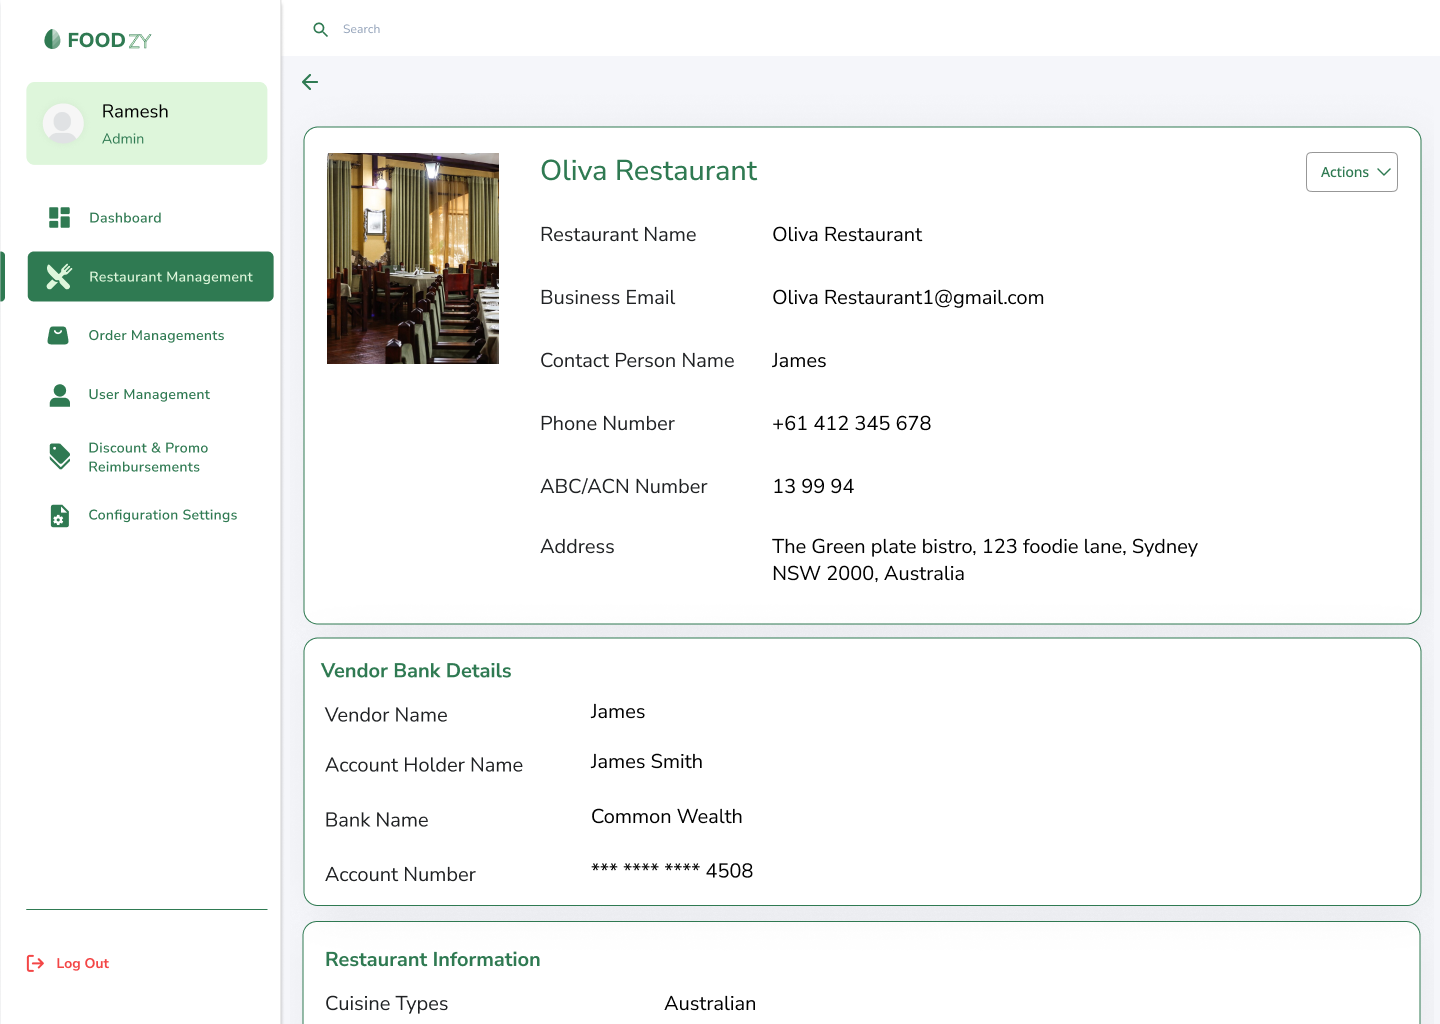 FOODZY
Search
Ramesh
Admin
Dashboard
Restaurant Management
Order Managements
User Management
Discount & Promo
Reimbursements
Configuration Settings
Log Out
Oliva Restaurant
Actions
Restaurant Name Oliva Restaurant
Business Email Oliva Restaurant1@gmail.com
Contact Person Name James
Phone Number +61 412 345 678
ABC/ACN Number 13 99 94
Address The Green plate bistro, 123 foodie lane, Sydney
NSW 2000, Australia
Vendor Bank Details
Vendor Name James
Account Holder Name James Smith
Bank Name Common Wealth
Account Number *** **** **** 4508
Restaurant Information
Cuisine Types Australian